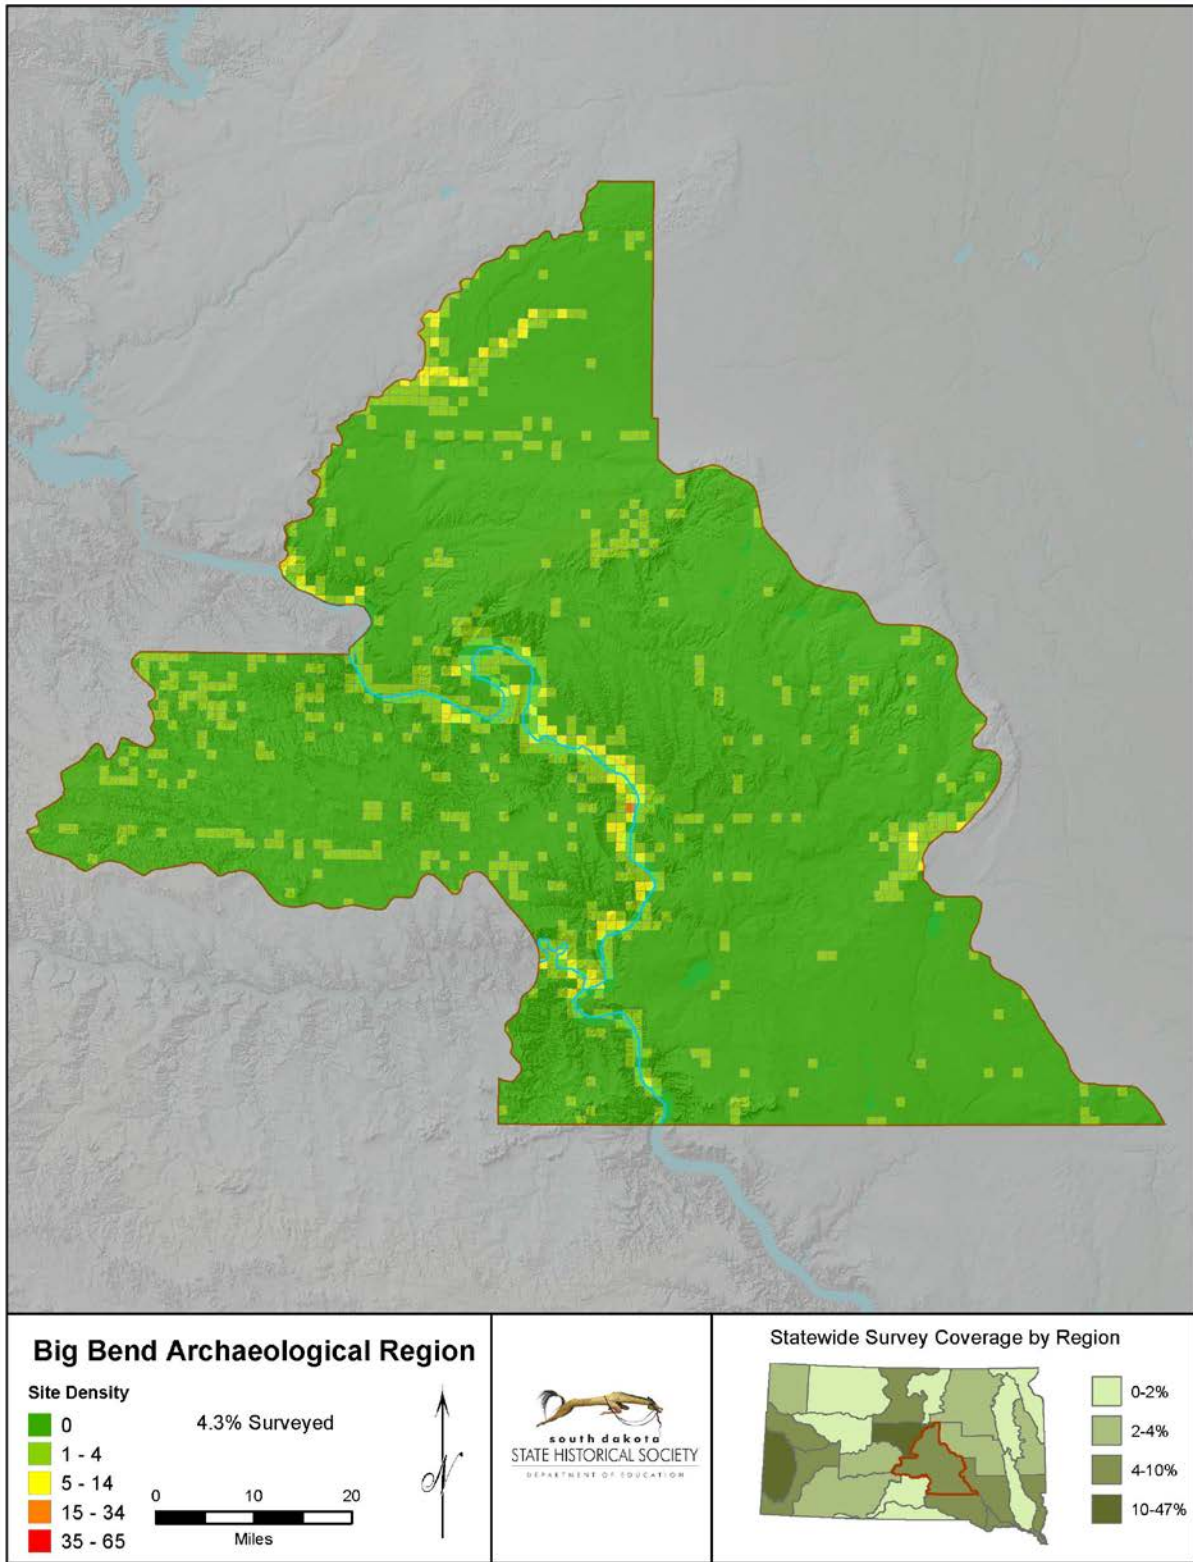 Big Bend Archaeological Region
Site Density
0
1 - 4
5 - 14
15 - 34
35 - 65
4.3% Surveyed
0 10 20
Miles
N
south dakota
STATE HISTORICAL SOCIETY
DEPARTMENT OF EDUCATION
Statewide Survey Coverage by Region
0-2%
2-4%
4-10%
10-47%